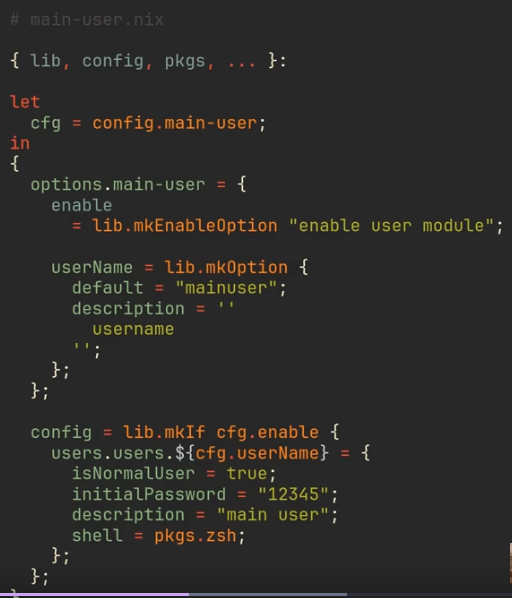 # main-user.nix

{ lib, config, pkgs, ... }:

let
  cfg = config.main-user;
in
{
  options.main-user = {
    enable
      = lib.mkEnableOption "enable user module";

    userName = lib.mkOption {
      default = "mainuser";
      description = ''
        username
      '';
    };
  };

  config = lib.mkIf cfg.enable {
    users.users.${cfg.userName} = {
      isNormalUser = true;
      initialPassword = "12345";
      description = "main user";
      shell = pkgs.zsh;
    };
  };
}